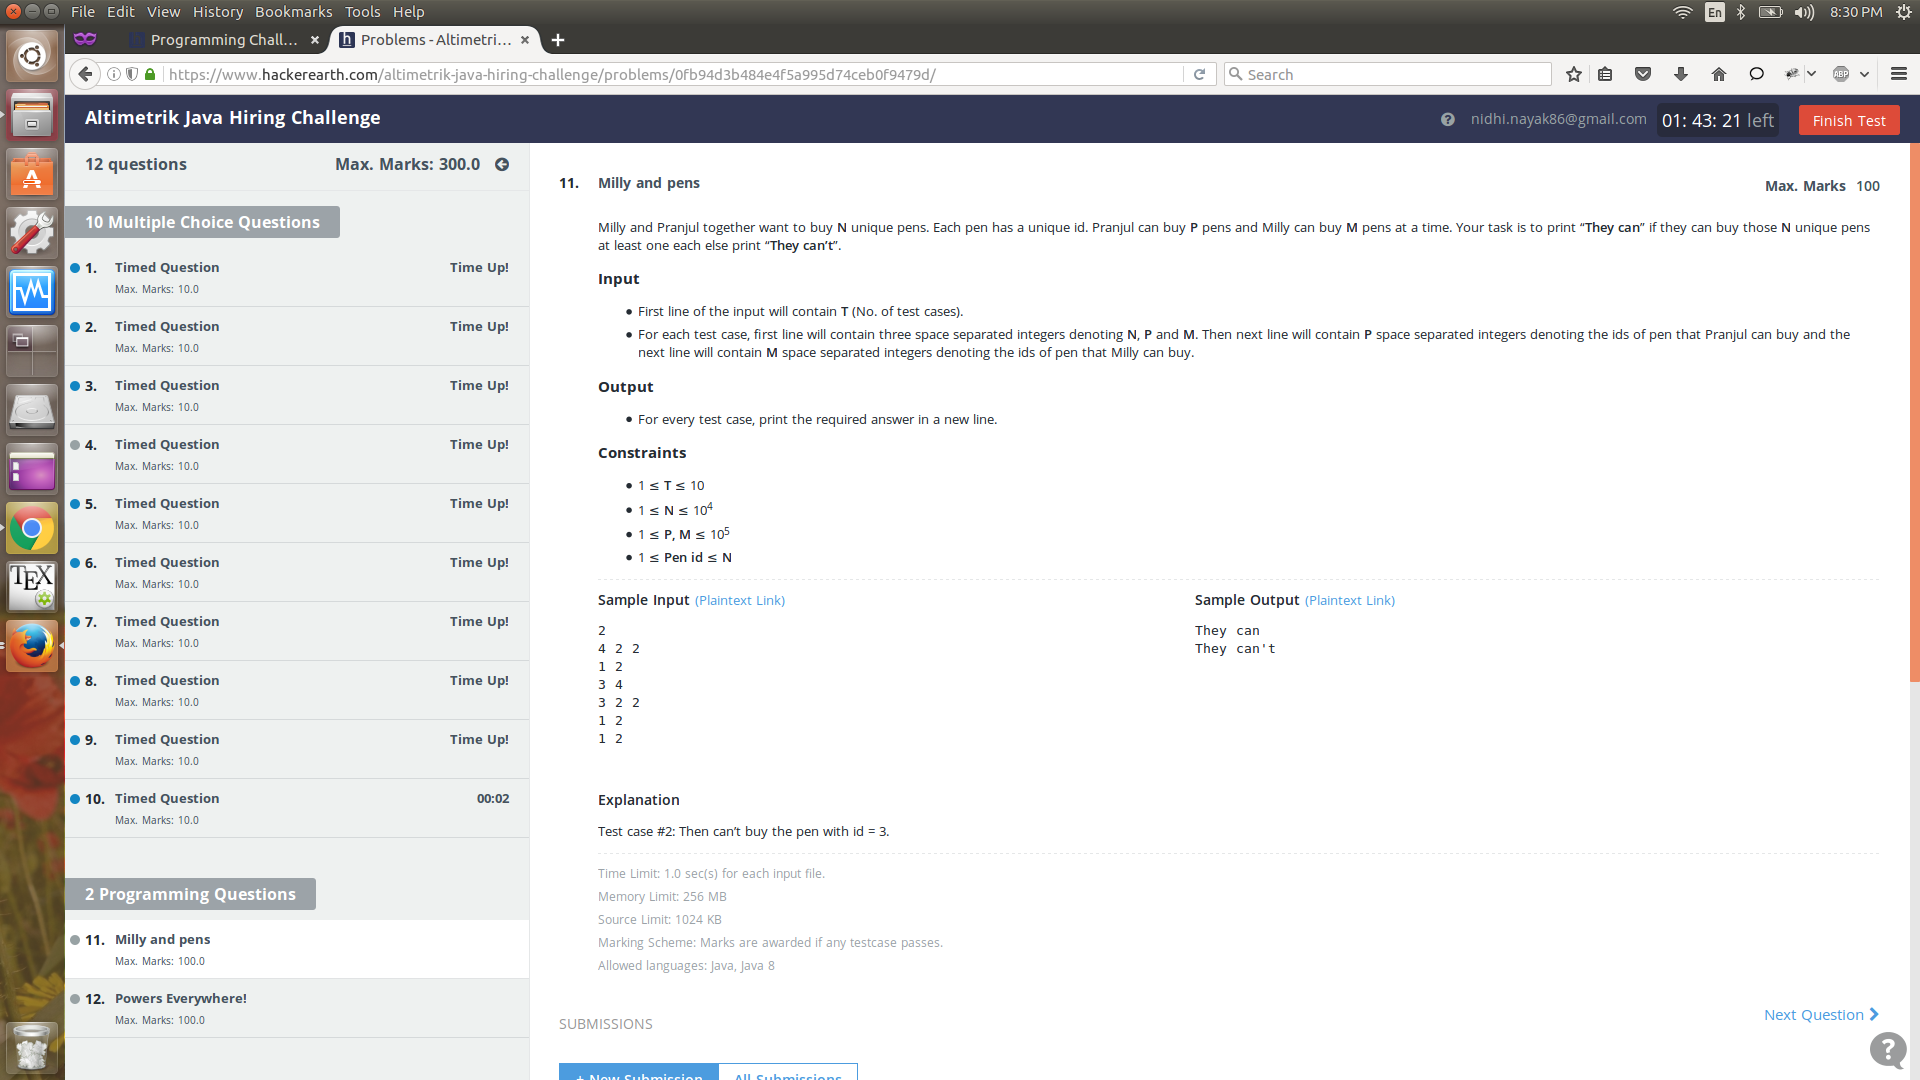 File Edit View History Bookmarks Tools Help
En
8:30 PM
Programming Chall...
Problems - Altimetri...
https://www.hackerearth.com/altimetrik-java-hiring-challenge/problems/0fb94d3b484e4f5a995d74ceb0f9479d/
Search
ABP
Altimetrik Java Hiring Challenge
nidhi.nayak86@gmail.com
01: 43: 21 left
Finish Test
12 questions
Max. Marks: 300.0
10 Multiple Choice Questions
1. Timed Question Time Up!
Max. Marks: 10.0
2. Timed Question Time Up!
Max. Marks: 10.0
3. Timed Question Time Up!
Max. Marks: 10.0
4. Timed Question Time Up!
Max. Marks: 10.0
5. Timed Question Time Up!
Max. Marks: 10.0
6. Timed Question Time Up!
Max. Marks: 10.0
7. Timed Question Time Up!
Max. Marks: 10.0
8. Timed Question Time Up!
Max. Marks: 10.0
9. Timed Question Time Up!
Max. Marks: 10.0
10. Timed Question 00:02
Max. Marks: 10.0
2 Programming Questions
11. Milly and pens
Max. Marks: 100.0
12. Powers Everywhere!
Max. Marks: 100.0
11. Milly and pens
Max. Marks 100
Milly and Pranjul together want to buy N unique pens. Each pen has a unique id. Pranjul can buy P pens and Milly can buy M pens at a time. Your task is to print “They can” if they can buy those N unique pens
at least one each else print “They can’t”.
Input
• First line of the input will contain T (No. of test cases).
• For each test case, first line will contain three space separated integers denoting N, P and M. Then next line will contain P space separated integers denoting the ids of pen that Pranjul can buy and the
next line will contain M space separated integers denoting the ids of pen that Milly can buy.
Output
• For every test case, print the required answer in a new line.
Constraints
• 1 ≤ T ≤ 10
• 1 ≤ N ≤ 10⁴
• 1 ≤ P, M ≤ 10⁵
• 1 ≤ Pen id ≤ N
Sample Input (Plaintext Link)
2
4 2 2
1 2
3 4
3 2 2
1 2
1 2
Sample Output (Plaintext Link)
They can
They can't
Explanation
Test case #2: Then can’t buy the pen with id = 3.
Time Limit: 1.0 sec(s) for each input file.
Memory Limit: 256 MB
Source Limit: 1024 KB
Marking Scheme: Marks are awarded if any testcase passes.
Allowed languages: Java, Java 8
Next Question
SUBMISSIONS
+ New Submission
All Submissions
TEX